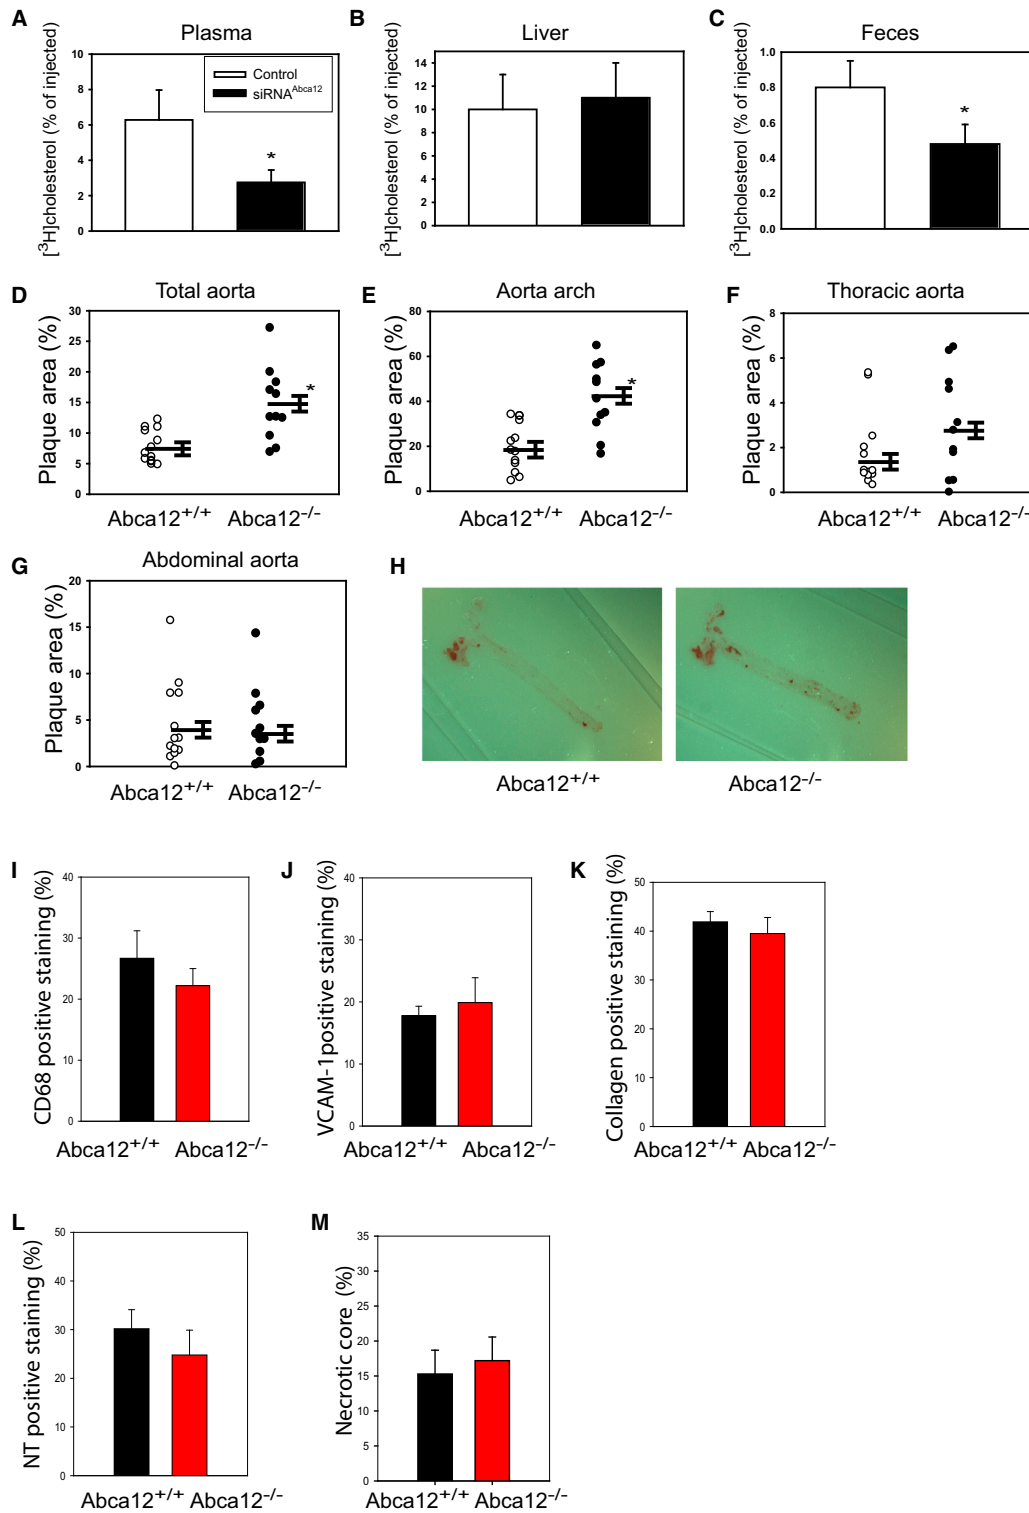 A
Plasma
[³H]cholesterol (% of injected)
10
8
6
4
2
0
Control
siRNA^Abca12
*
B
Liver
[³H]cholesterol (% of injected)
14
12
10
8
6
4
2
0
C
Feces
[³H]cholesterol (% of injected)
1.0
0.8
0.6
0.4
0.2
0.0
*
D
Total aorta
Plaque area (%)
30
25
20
15
10
5
0
*
Abca12+/+ Abca12-/-
E
Aorta arch
Plaque area (%)
80
60
40
20
0
*
Abca12+/+ Abca12-/-
F
Thoracic aorta
Plaque area (%)
8
6
4
2
0
Abca12+/+ Abca12-/-
G
Abdominal aorta
Plaque area (%)
20
15
10
5
0
Abca12+/+ Abca12-/-
H
Abca12+/+ Abca12-/-
I
CD68 positive staining (%)
40
30
20
10
0
Abca12+/+ Abca12-/-
J
VCAM-1positive staining (%)
40
30
20
10
0
Abca12+/+ Abca12-/-
K
Collagen positive staining (%)
50
40
30
20
10
0
Abca12+/+ Abca12-/-
L
NT positive staining (%)
50
40
30
20
10
0
Abca12+/+ Abca12-/-
M
Necrotic core (%)
35
30
25
20
15
10
5
0
Abca12+/+ Abca12-/-